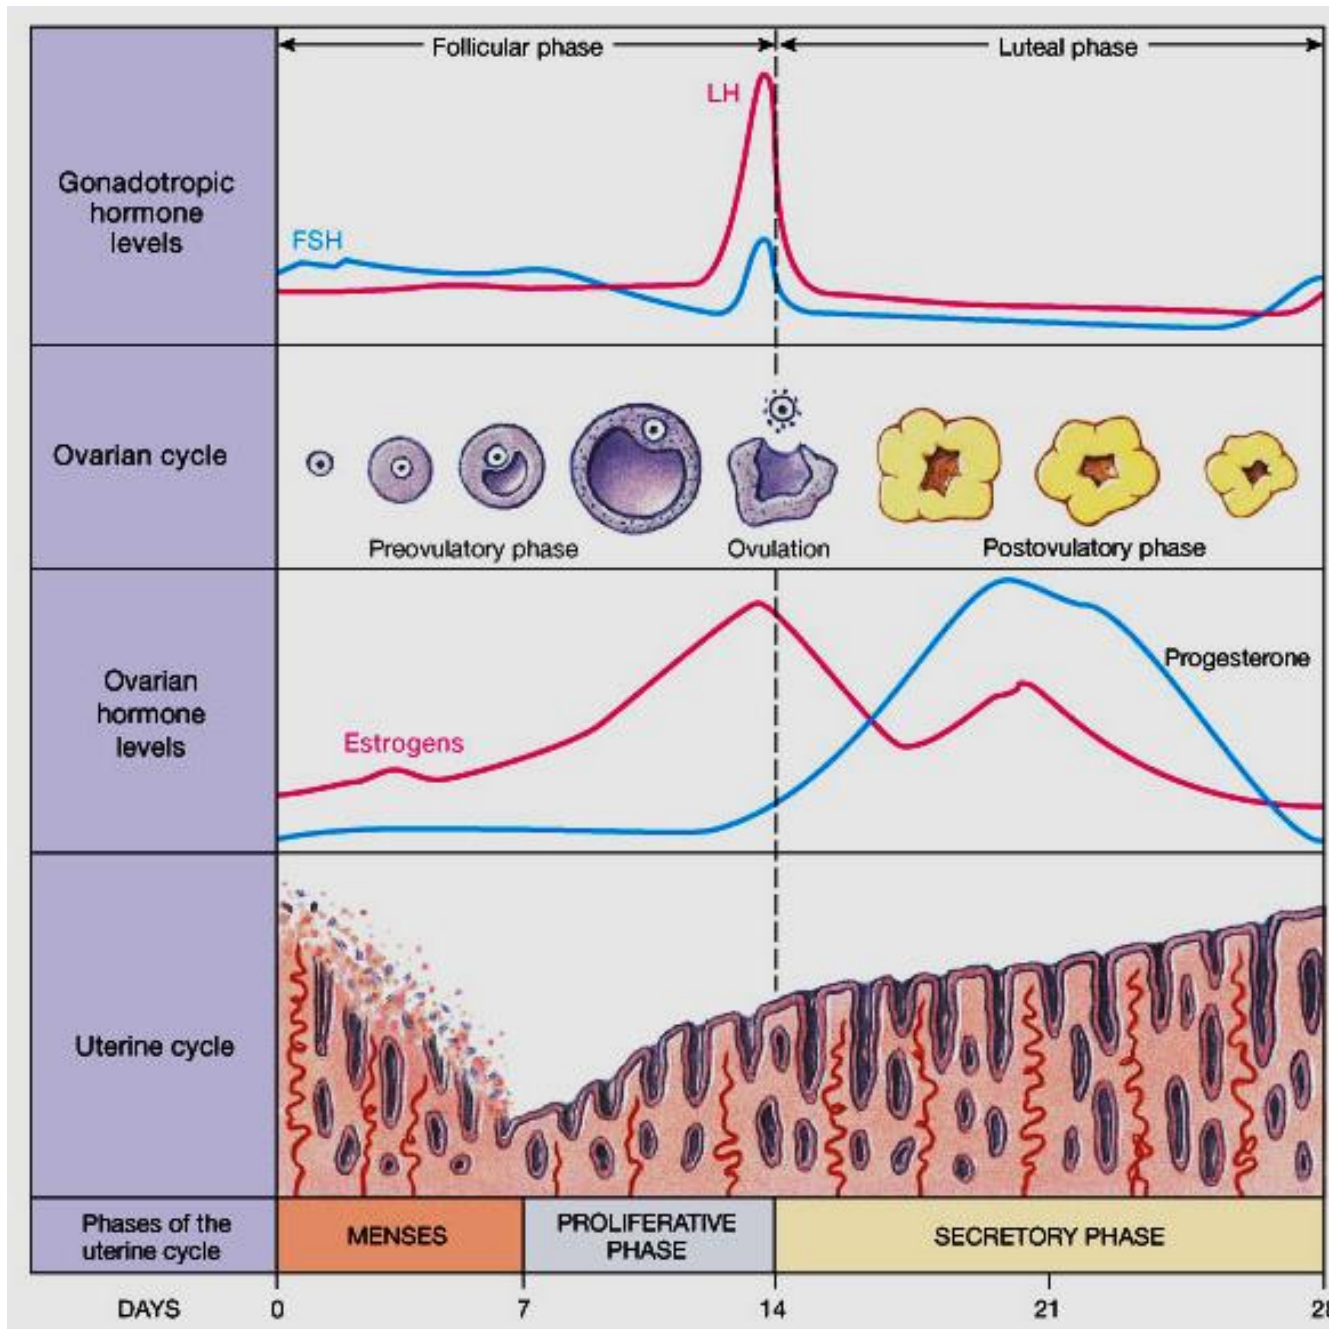 Follicular phase
Luteal phase
LH
Gonadotropic
hormone
levels
FSH
Ovarian cycle
Preovulatory phase
Ovulation
Postovulatory phase
Ovarian
hormone
levels
Estrogens
Progesterone
Uterine cycle
Phases of the
uterine cycle
MENSES
PROLIFERATIVE
PHASE
SECRETORY PHASE
DAYS
0
7
14
21